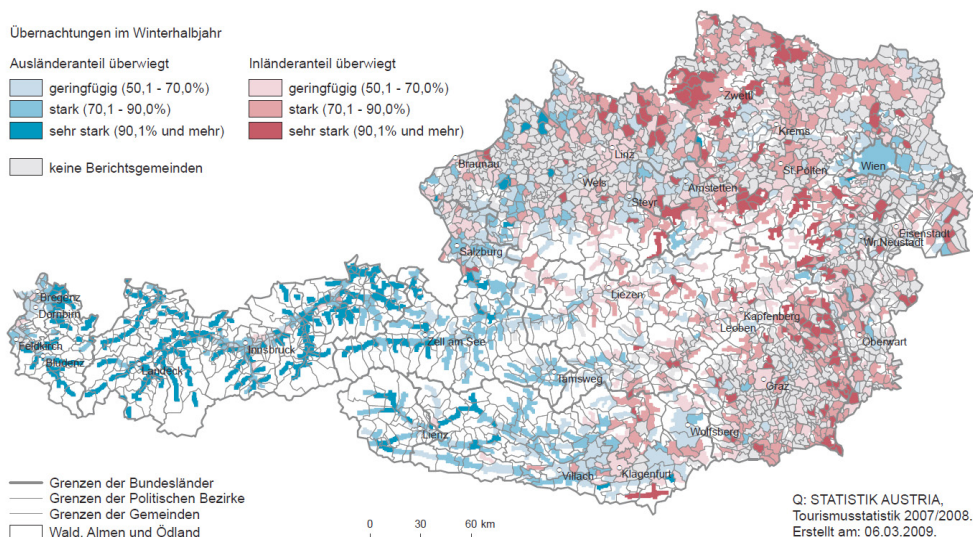 Übernachtungen im Winterhalbjahr
Ausländeranteil überwiegt
geringfügig (50,1 - 70,0%)
stark (70,1 - 90,0%)
sehr stark (90,1% und mehr)
keine Berichtsgemeinden
Inländeranteil überwiegt
geringfügig (50,1 - 70,0%)
stark (70,1 - 90,0%)
sehr stark (90,1% und mehr)
Zwettl
Krems
Linz
Braunau
St.Pölten
Wien
Wels
Amstetten
Steyr
Eisenstadt
Wr.Neustadt
Salzburg
Liezen
Bregenz
Dornbirn
Kapfenberg
Leoben
Feldkirch
Innsbruck
Zell am See
Oberwart
Bludenz
Landeck
Tamsweg
Graz
Lienz
Wolfsberg
Villach
Klagenfurt
Grenzen der Bundesländer
Grenzen der Politischen Bezirke
Grenzen der Gemeinden
Wald, Almen und Ödland
0 30 60 km
Q: STATISTIK AUSTRIA,
Tourismusstatistik 2007/2008.
Erstellt am: 06.03.2009.